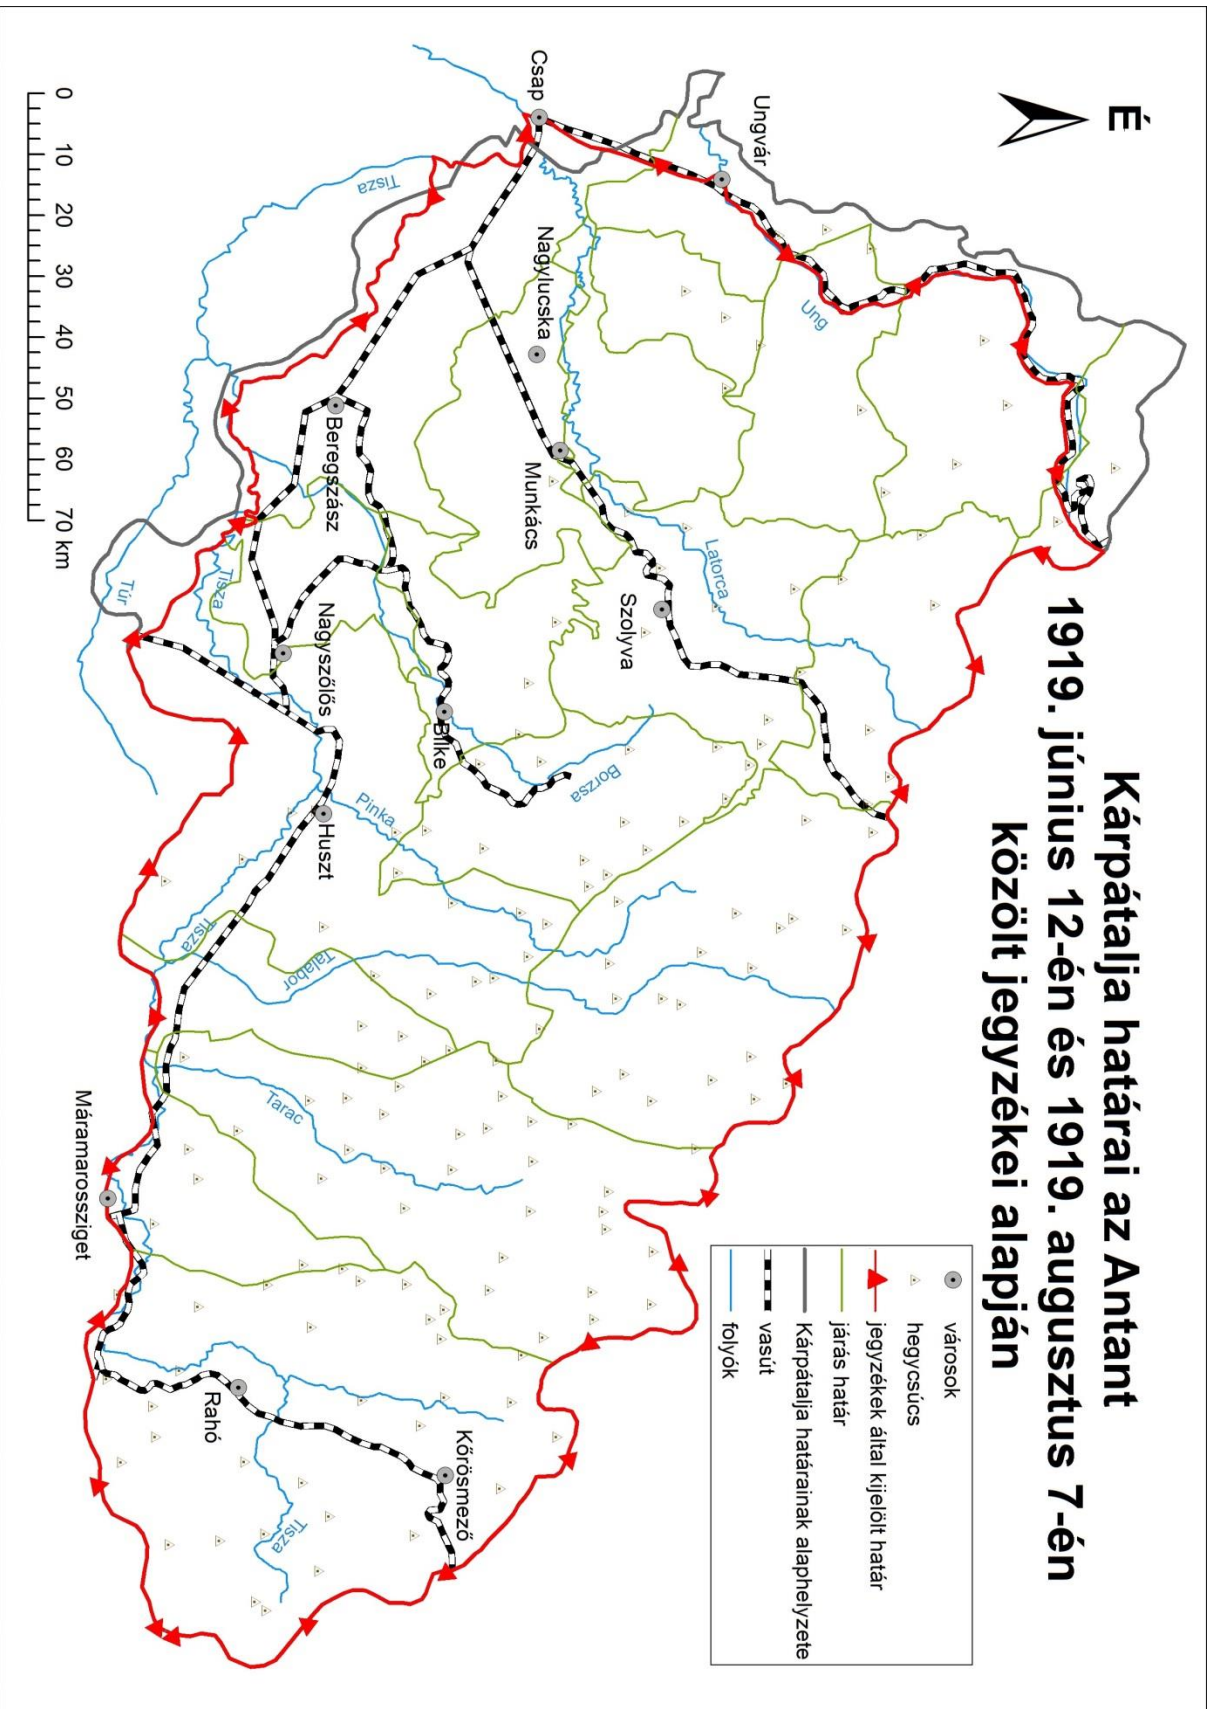 Kárpátalja határai az Antant
1919. június 12-én és 1919. augusztus 7-én
közölt jegyzékei alapján
É
városok
hegycsúcs
jegyzékek által kijelölt határ
járás határ
Kárpátalja határainak alaphelyzete
vasút
folyók
Ungvár
Ung
Csap
Nagylucska
Latorca
Munkács
Szolyva
Tisza
Beregszász
Borzsa
Bilke
Nagyszőlős
Tisza
Túr
Pinka
Huszt
Tisza
Talabor
Tarac
Máramarossziget
Kőrösmező
Rahó
Tisza
0 10 20 30 40 50 60 70 km